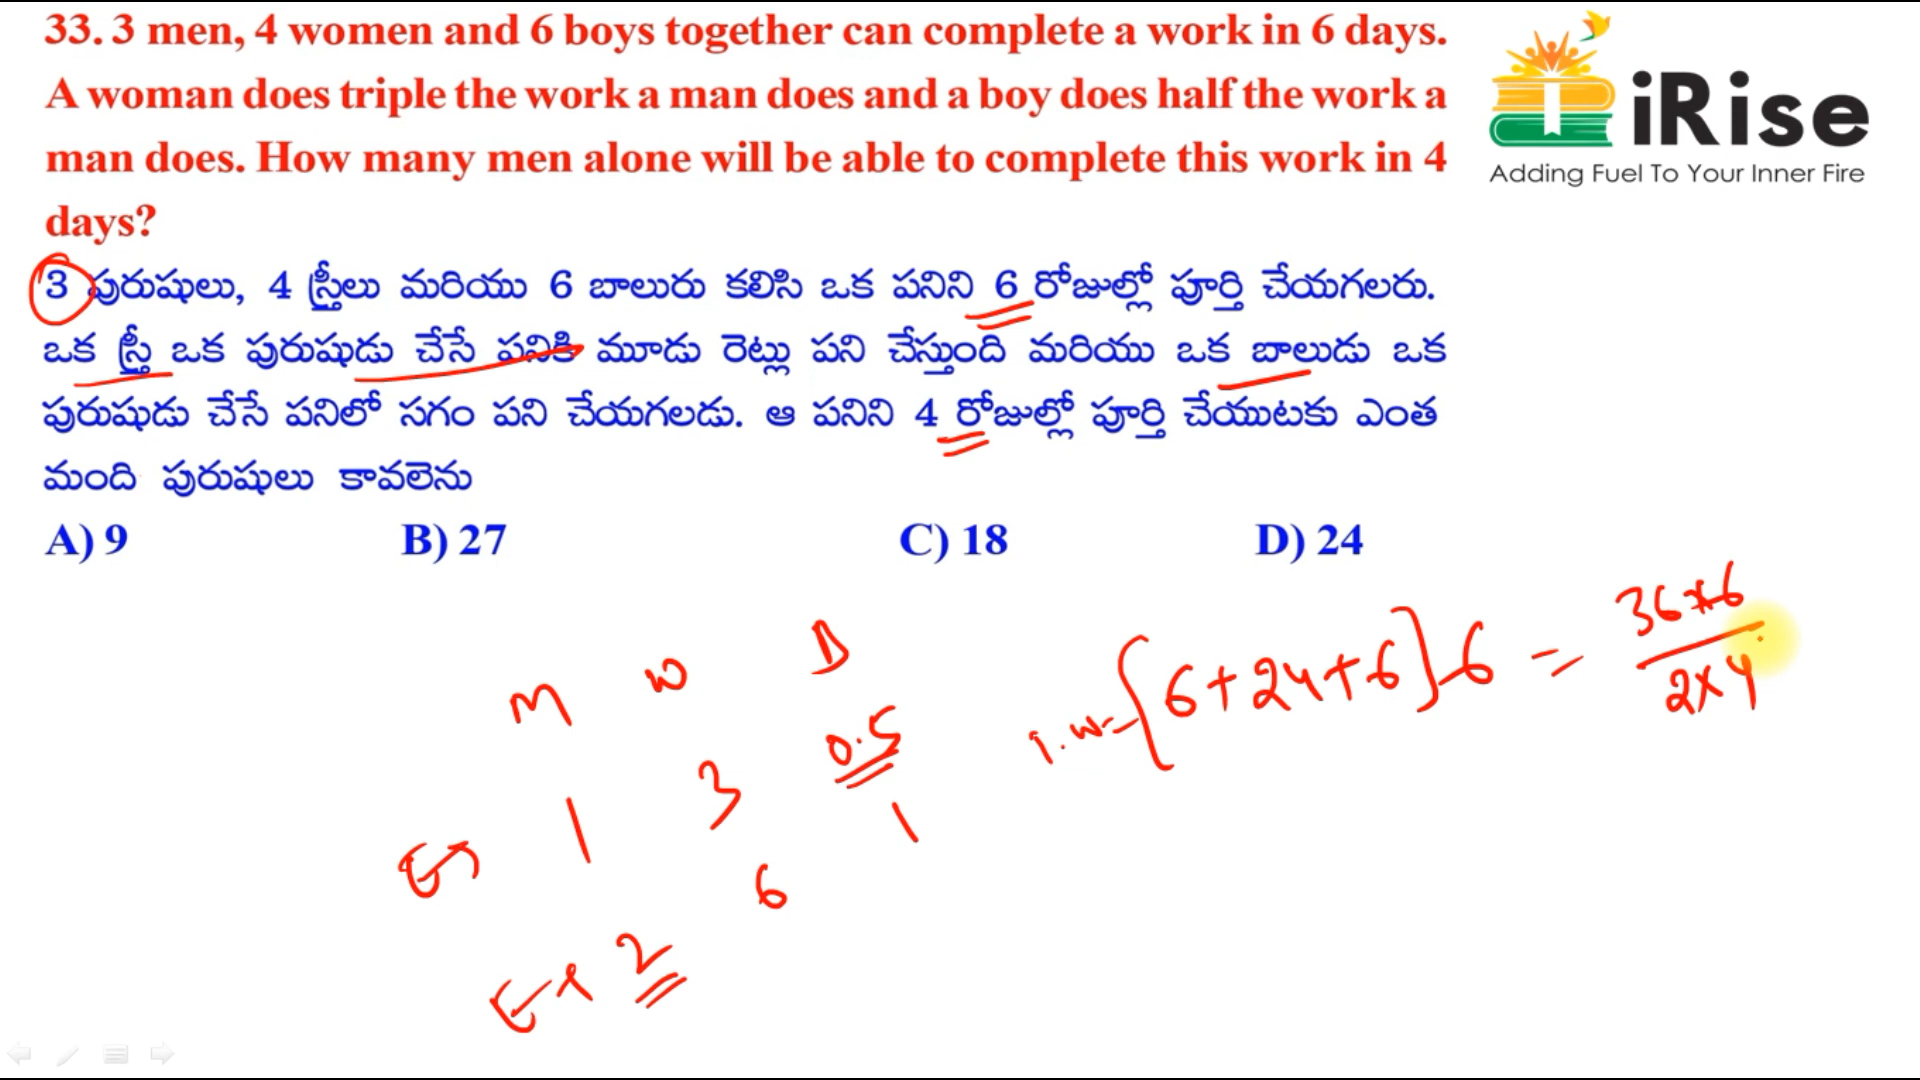 33. 3 men, 4 women and 6 boys together can complete a work in 6 days.
A woman does triple the work a man does and a boy does half the work a
man does. How many men alone will be able to complete this work in 4
days?
iRise
Adding Fuel To Your Inner Fire
3 పురుషులు, 4 స్త్రీలు మరియు 6 బాలురు కలిసి ఒక పనిని 6 రోజుల్లో పూర్తి చేయగలరు.
ఒక స్త్రీ ఒక పురుషుడు చేసే పనికి మూడు రెట్లు పని చేస్తుంది మరియు ఒక బాలుడు ఒక
పురుషుడు చేసే పనిలో సగం పని చేయగలడు. ఆ పనిని 4 రోజుల్లో పూర్తి చేయుటకు ఎంత
మంది పురుషులు కావలెను
A) 9 B) 27 C) 18 D) 24
M W B
1 3 0.5
6 1
2
[6+24+6] 6 = 36×6
2×4